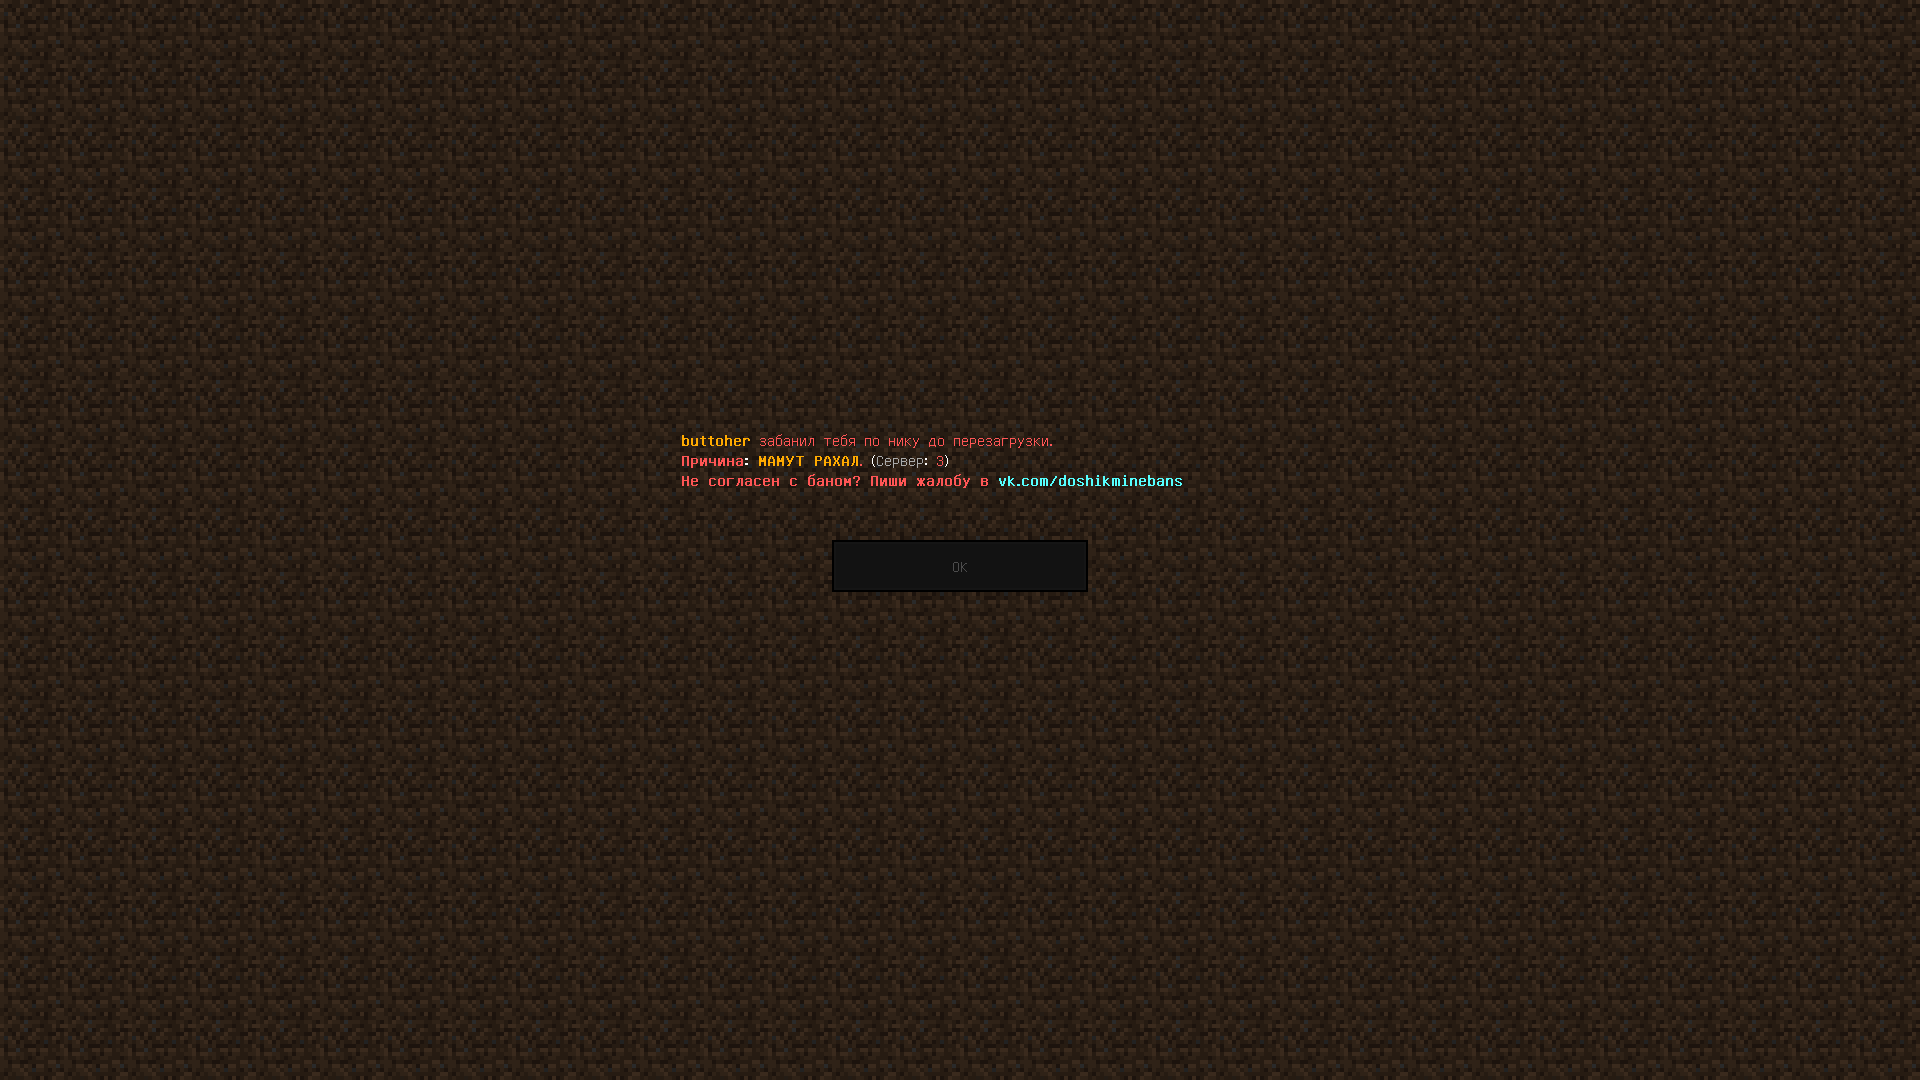 buttoher забанил тебя по нику до перезагрузки.
Причина: МАМУТ РАХАЛ. (Сервер: 3)
Не согласен с баном? Пиши жалобу в vk.com/doshikminebans
OK